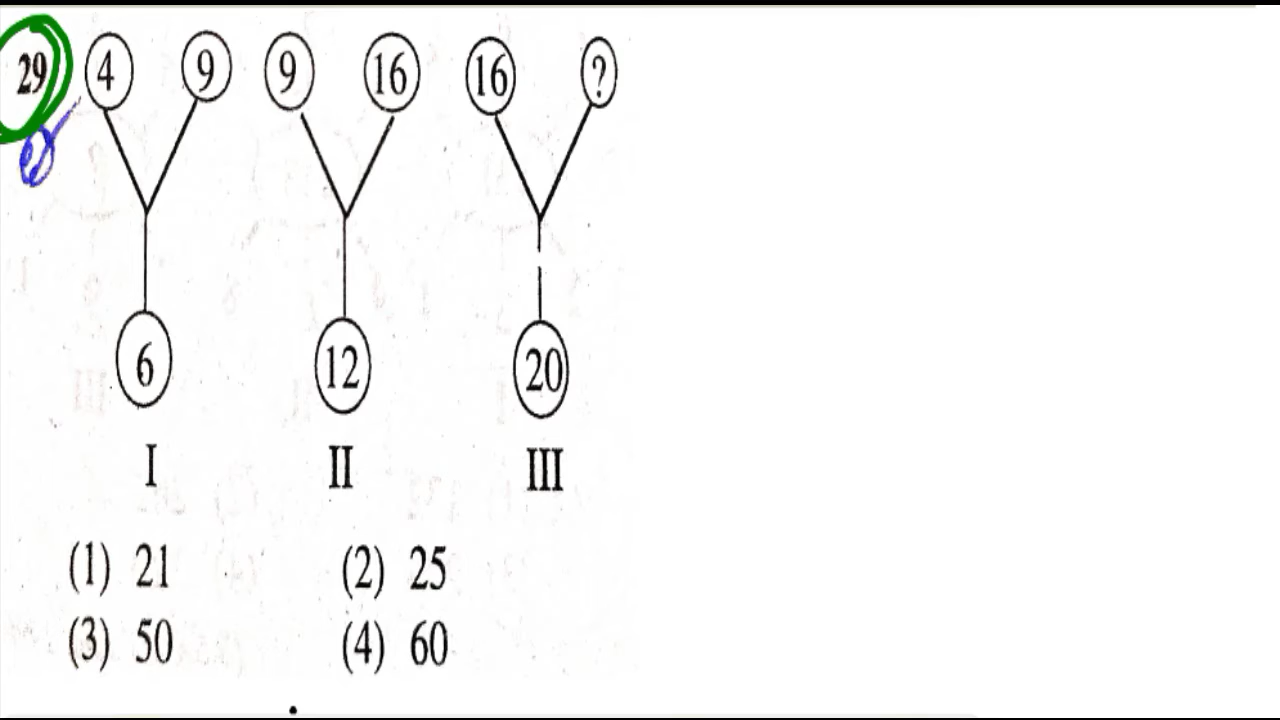 29 4 9 9 16 16 ?
6 12 20
I II III
(1) 21 (2) 25
(3) 50 (4) 60